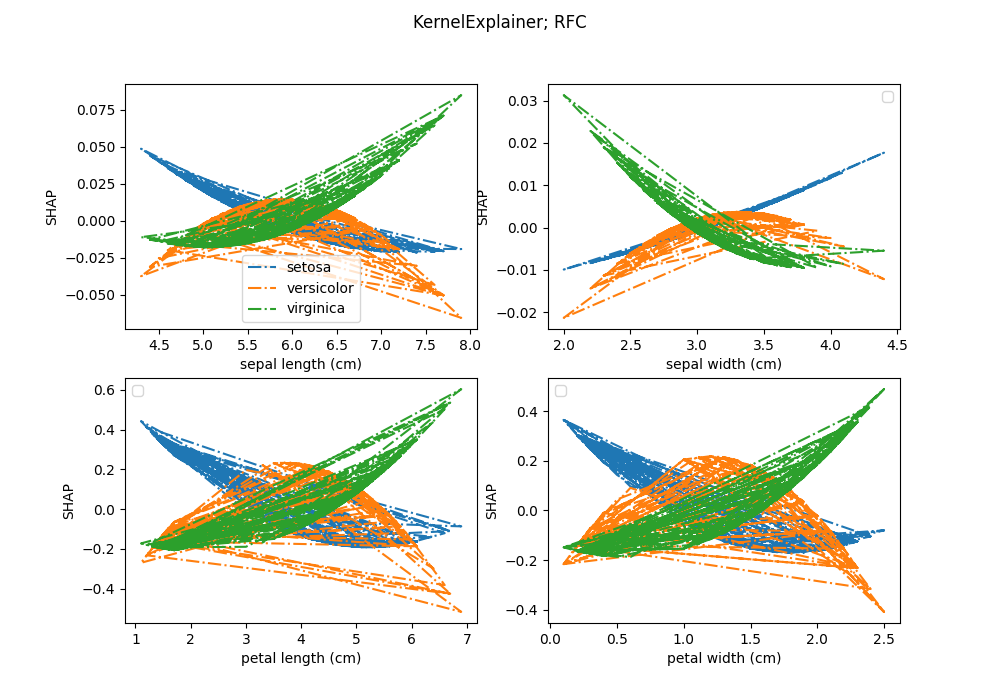 KernelExplainer; RFC
0.075
0.050
0.025
0.000
−0.025
−0.050
SHAP
setosa
versicolor
virginica
4.5 5.0 5.5 6.0 6.5 7.0 7.5 8.0
sepal length (cm)
0.03
0.02
0.01
0.00
−0.01
−0.02
SHAP
2.0 2.5 3.0 3.5 4.0 4.5
sepal width (cm)
0.6
0.4
0.2
0.0
−0.2
−0.4
SHAP
1 2 3 4 5 6 7
petal length (cm)
0.4
0.2
0.0
−0.2
−0.4
SHAP
0.0 0.5 1.0 1.5 2.0 2.5
petal width (cm)